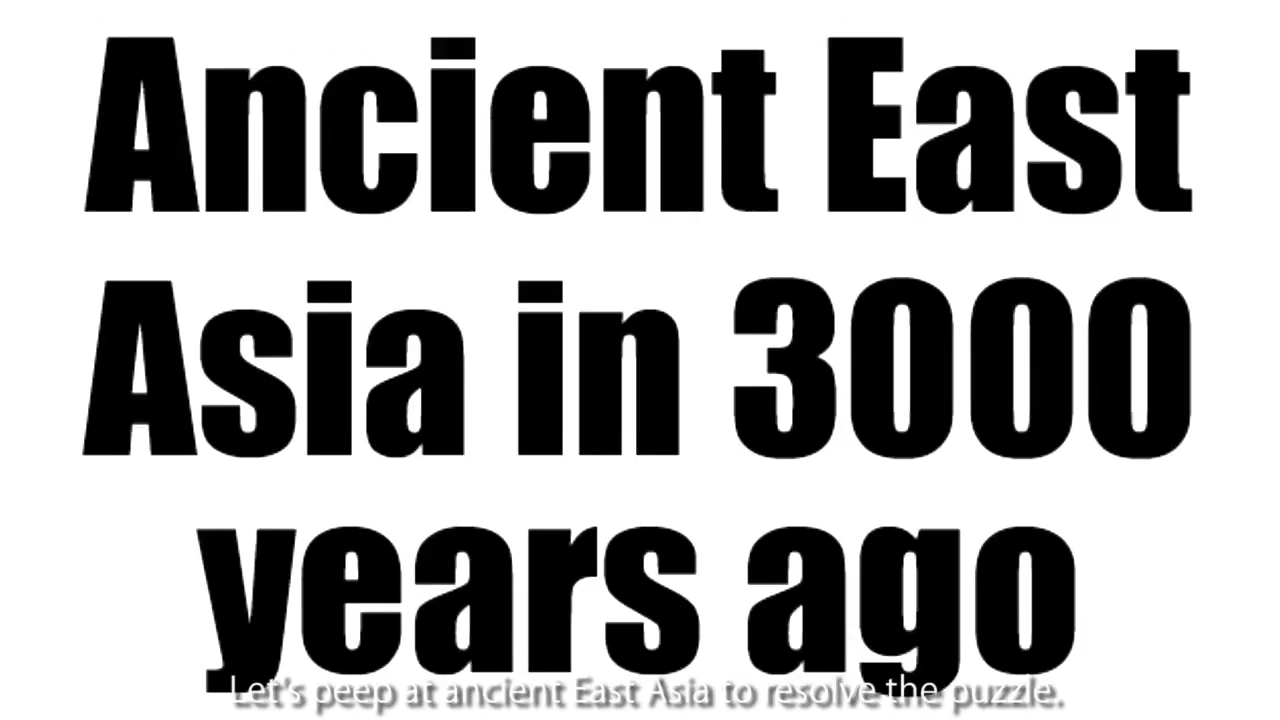 Ancient East
Asia in 3000
years ago
Let's peep at ancient East Asia to resolve the puzzle.